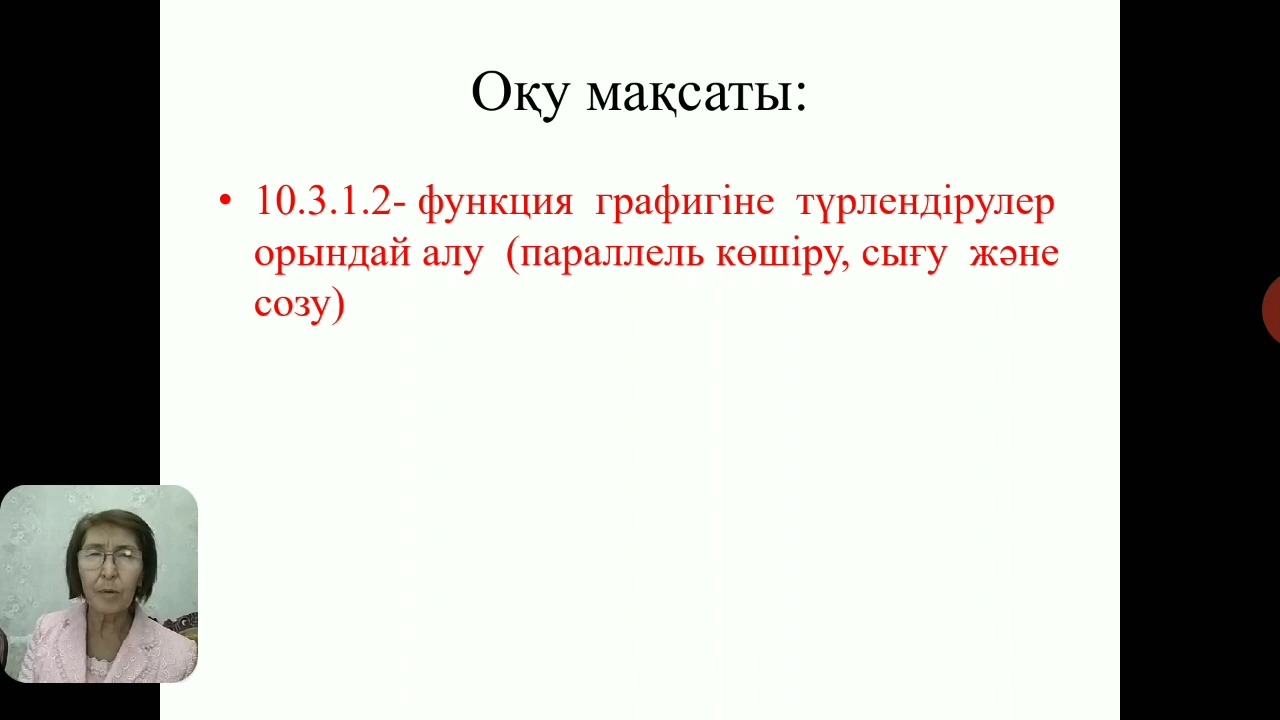 Оқу мақсаты:
• 10.3.1.2- функция графигіне түрлендірулер
орындай алу (параллель көшіру, сығу және
созу)